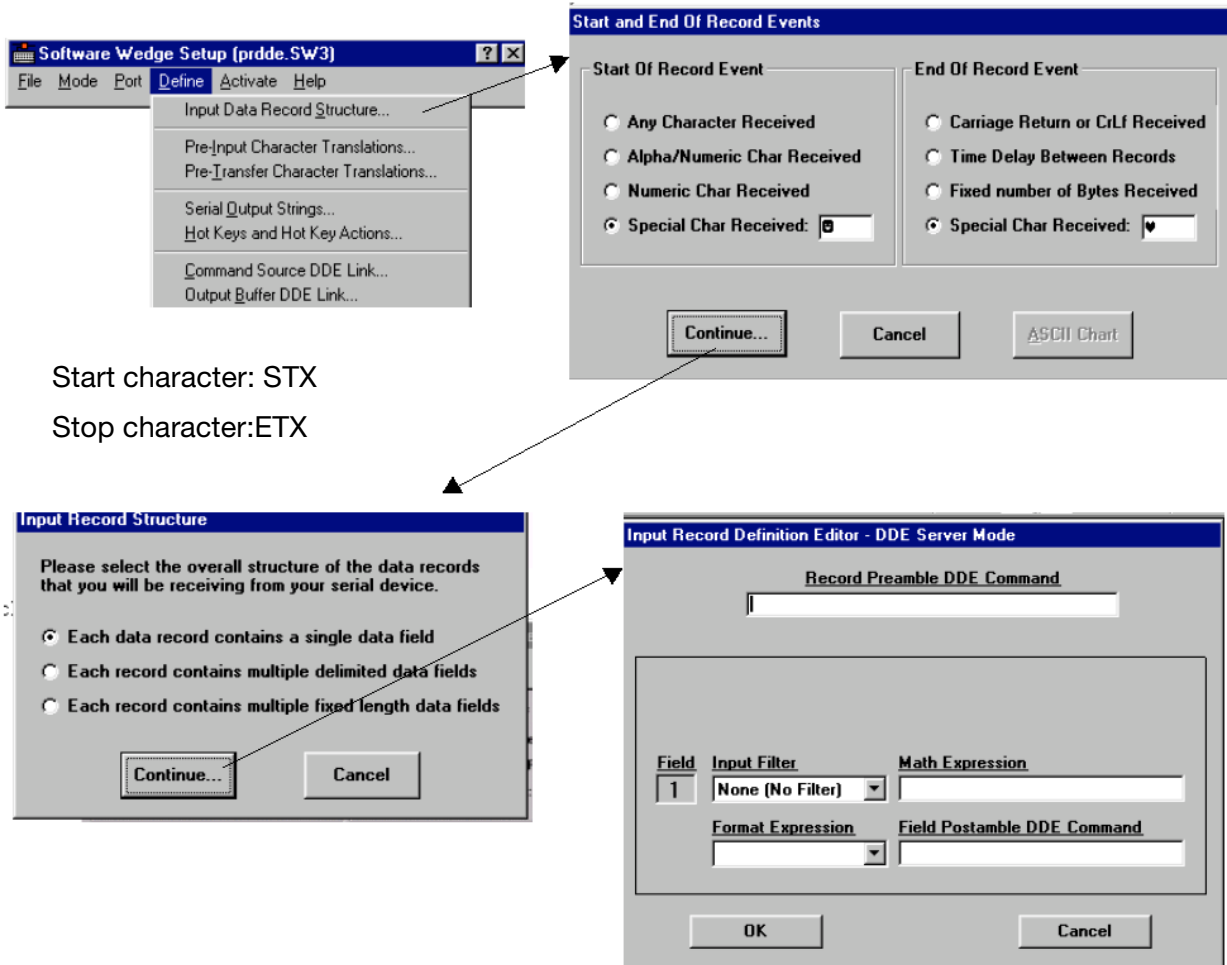 Software Wedge Setup (prdde.SW3)
File Mode Port Define Activate Help
Input Data Record Structure...
Pre-Input Character Translations...
Pre-Transfer Character Translations...
Serial Output Strings...
Hot Keys and Hot Key Actions...
Command Source DDE Link...
Output Buffer DDE Link...
Start and End Of Record Events
Start Of Record Event
Any Character Received
Alpha/Numeric Char Received
Numeric Char Received
Special Char Received:
End Of Record Event
Carriage Return or CrLf Received
Time Delay Between Records
Fixed number of Bytes Received
Special Char Received: ♥
Continue...
Cancel
ASCII Chart
Start character: STX
Stop character:ETX
Input Record Structure
Please select the overall structure of the data records
that you will be receiving from your serial device.
Each data record contains a single data field
Each record contains multiple delimited data fields
Each record contains multiple fixed length data fields
Continue...
Cancel
Input Record Definition Editor - DDE Server Mode
Record Preamble DDE Command
Field
1
Input Filter
None (No Filter)
Math Expression
Format Expression
Field Postamble DDE Command
OK
Cancel